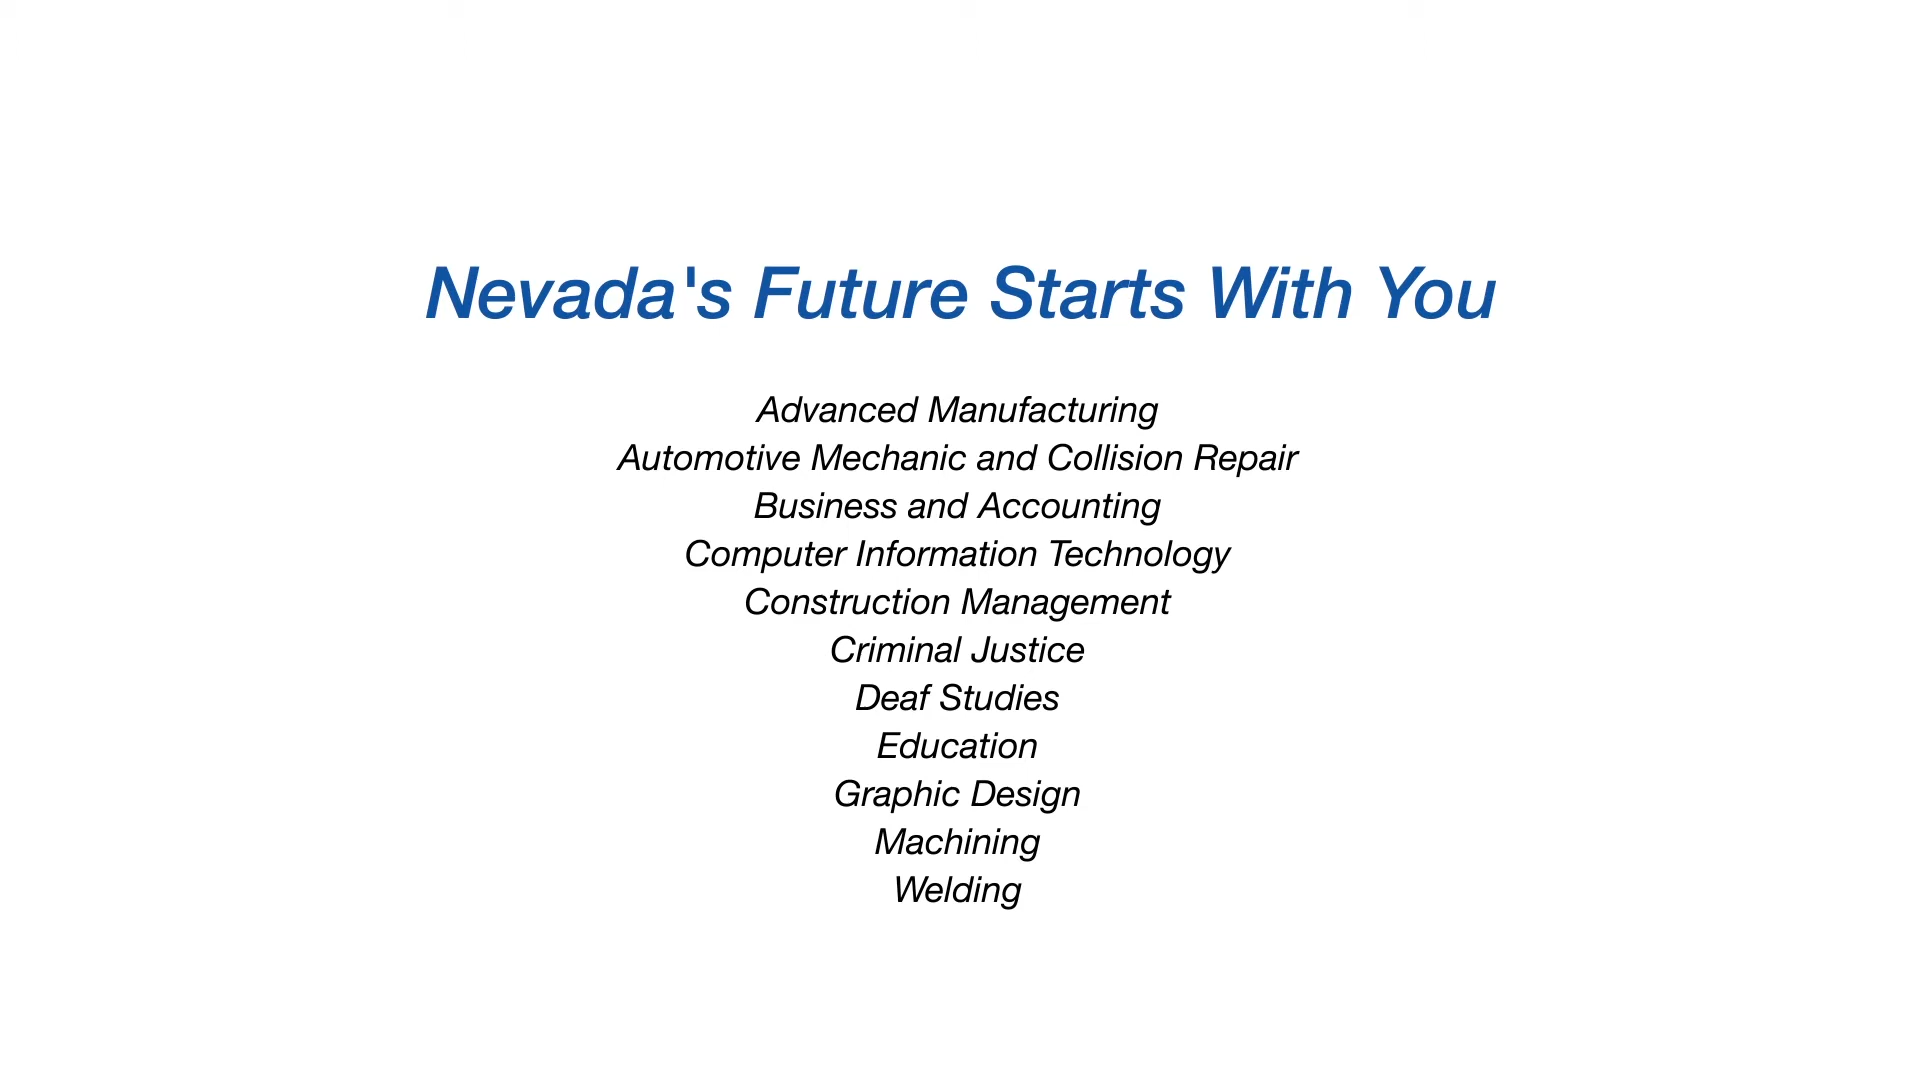 Nevada's Future Starts With You
Advanced Manufacturing
Automotive Mechanic and Collision Repair
Business and Accounting
Computer Information Technology
Construction Management
Criminal Justice
Deaf Studies
Education
Graphic Design
Machining
Welding